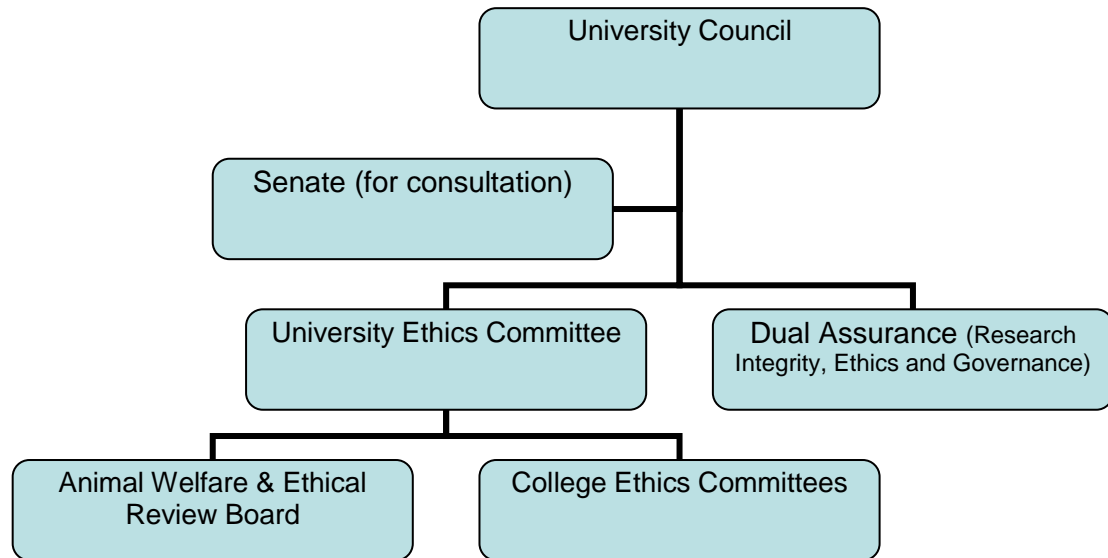 University Council
Senate (for consultation)
University Ethics Committee
Dual Assurance (Research
Integrity, Ethics and Governance)
Animal Welfare & Ethical
Review Board
College Ethics Committees